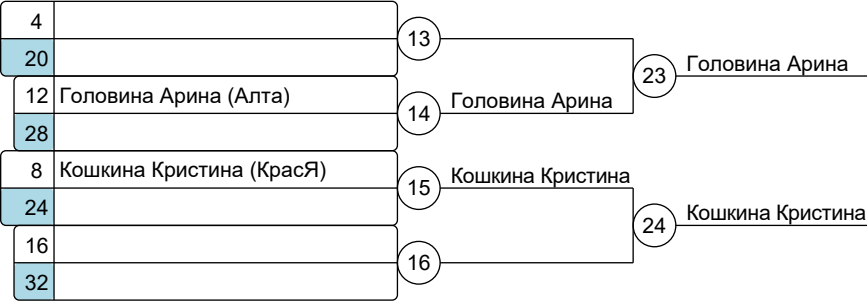 4
13
20
23 Головина Арина
12 Головина Арина (Алта)
14 Головина Арина
28
8 Кошкина Кристина (КрасЯ)
15 Кошкина Кристина
24
24 Кошкина Кристина
16
16
32